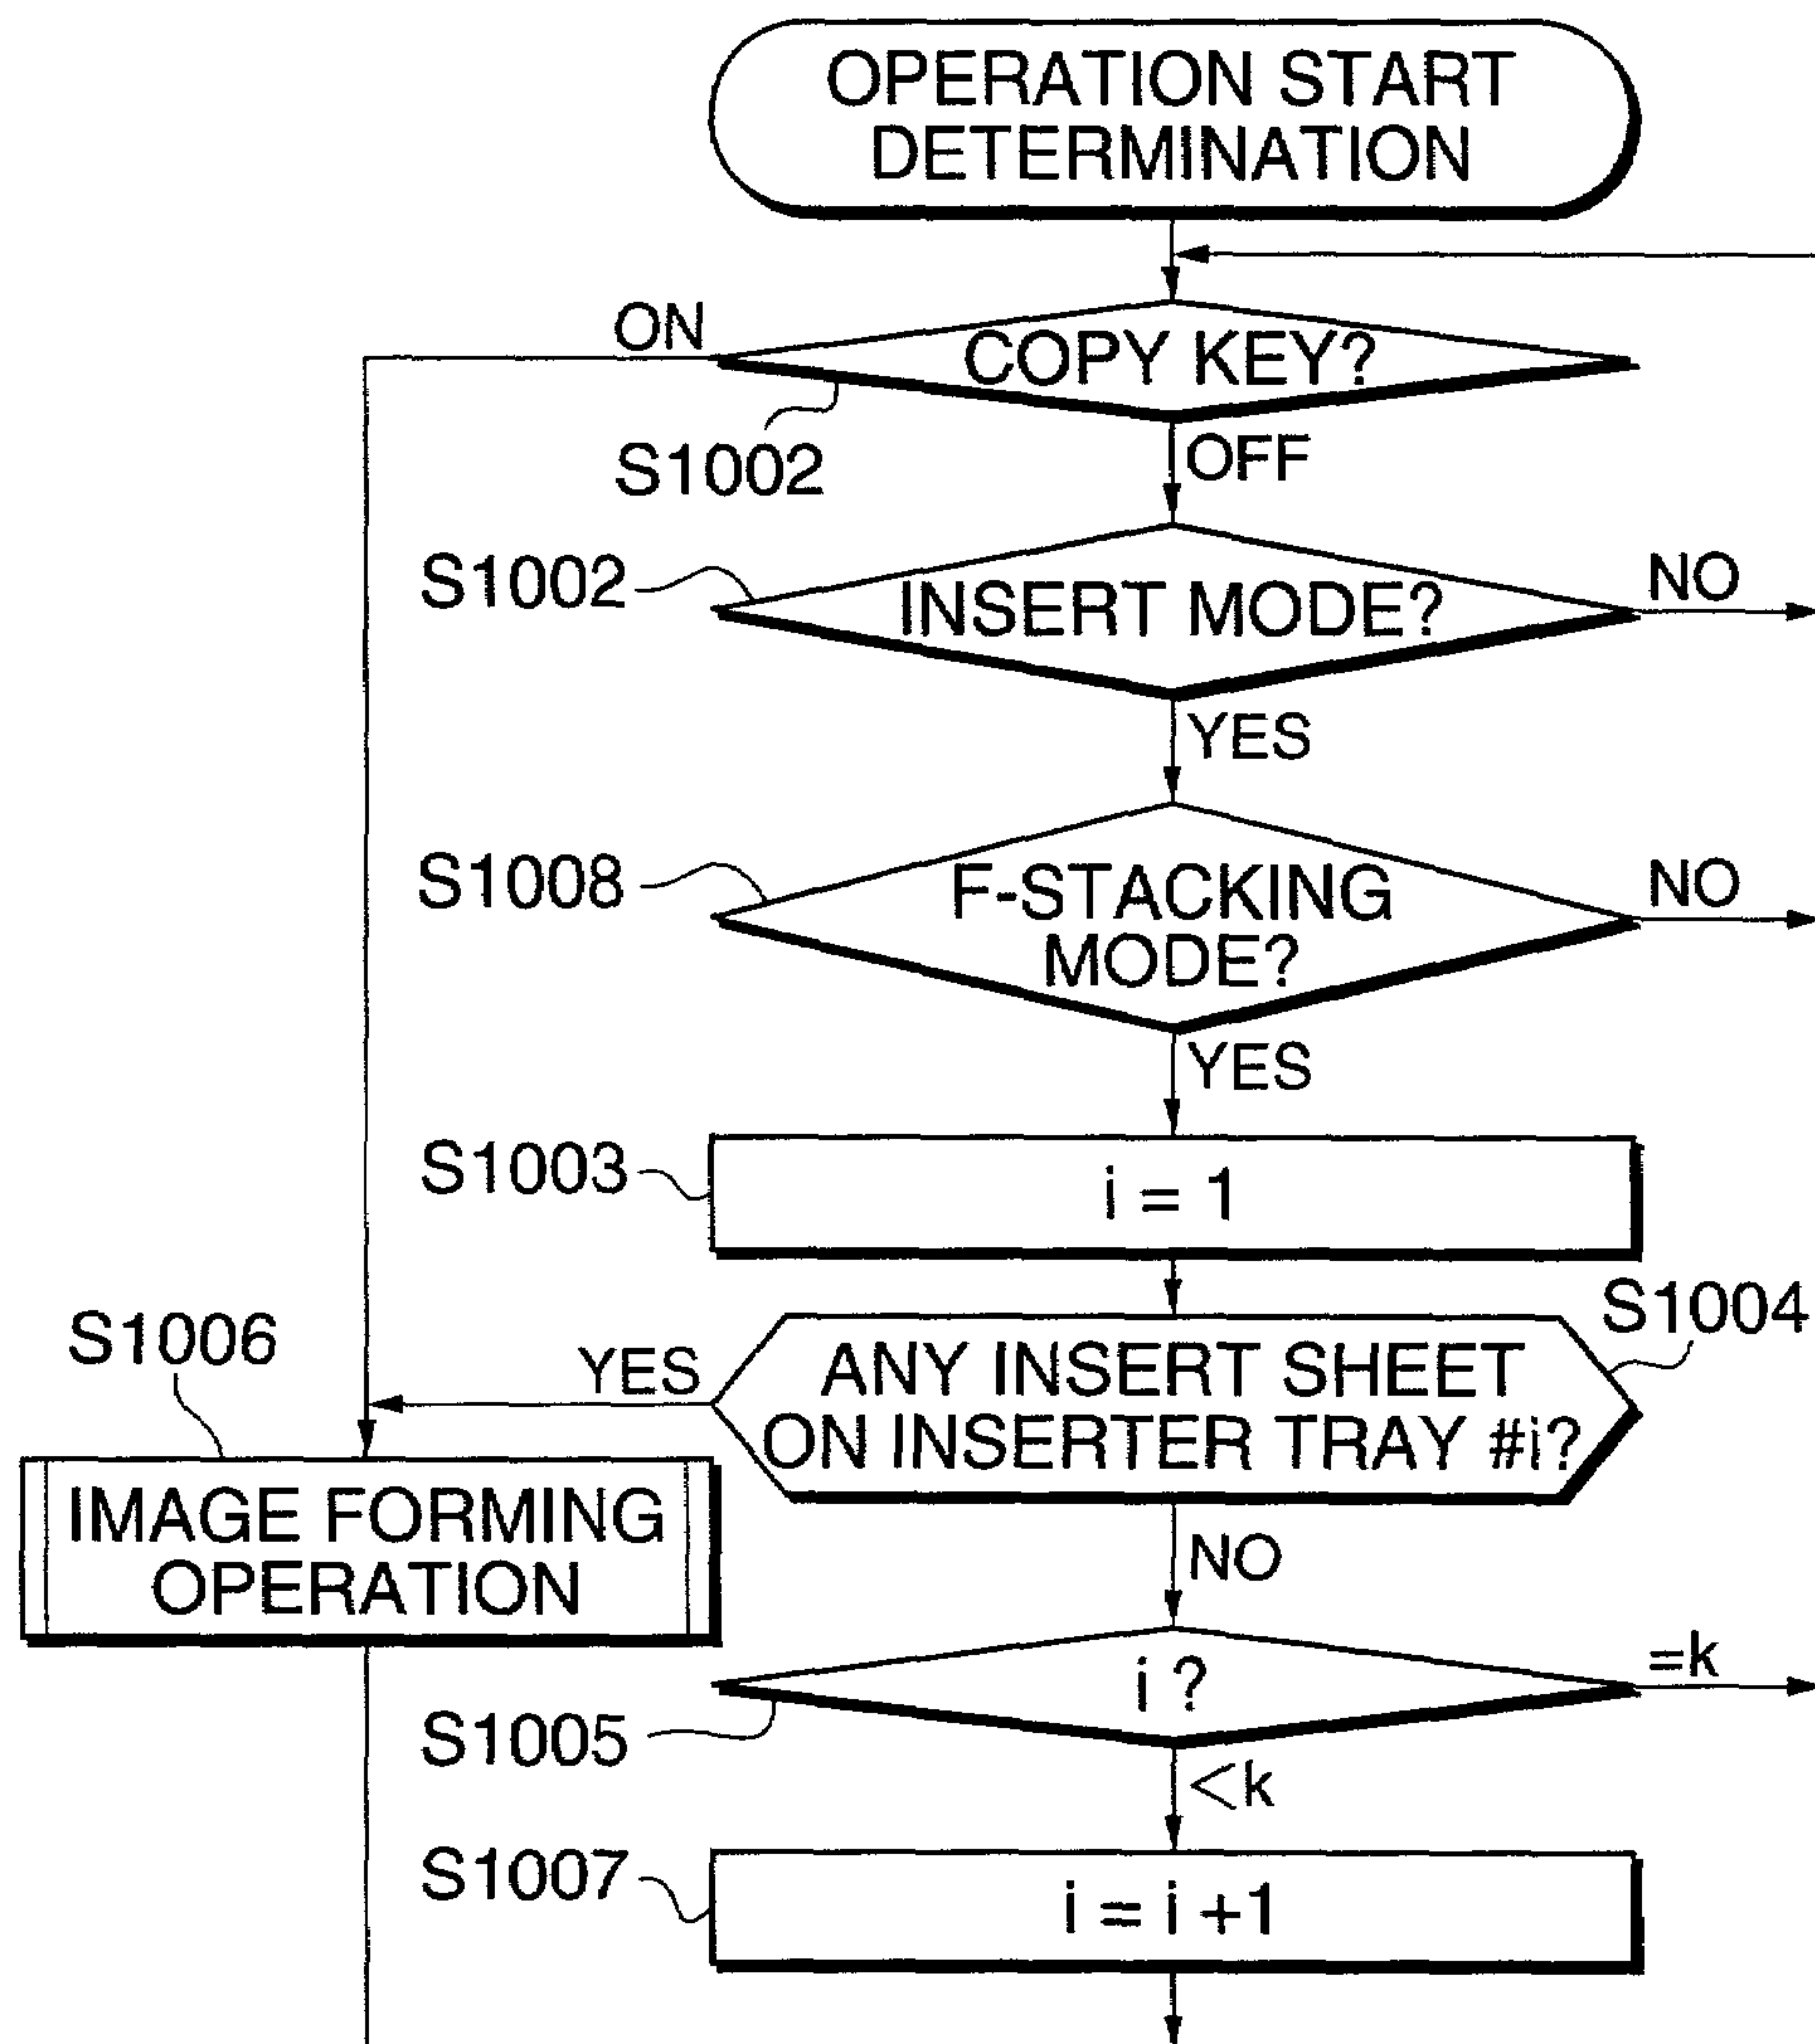 OPERATION START
DETERMINATION
ON
COPY KEY?
S1002
OFF
S1002
INSERT MODE?
NO
YES
S1008
F-STACKING
MODE?
NO
YES
S1003
i = 1
S1004
S1006
YES
ANY INSERT SHEET
ON INSERTER TRAY #i?
IMAGE FORMING
OPERATION
NO
i ?
=k
S1005
<k
S1007
i = i +1